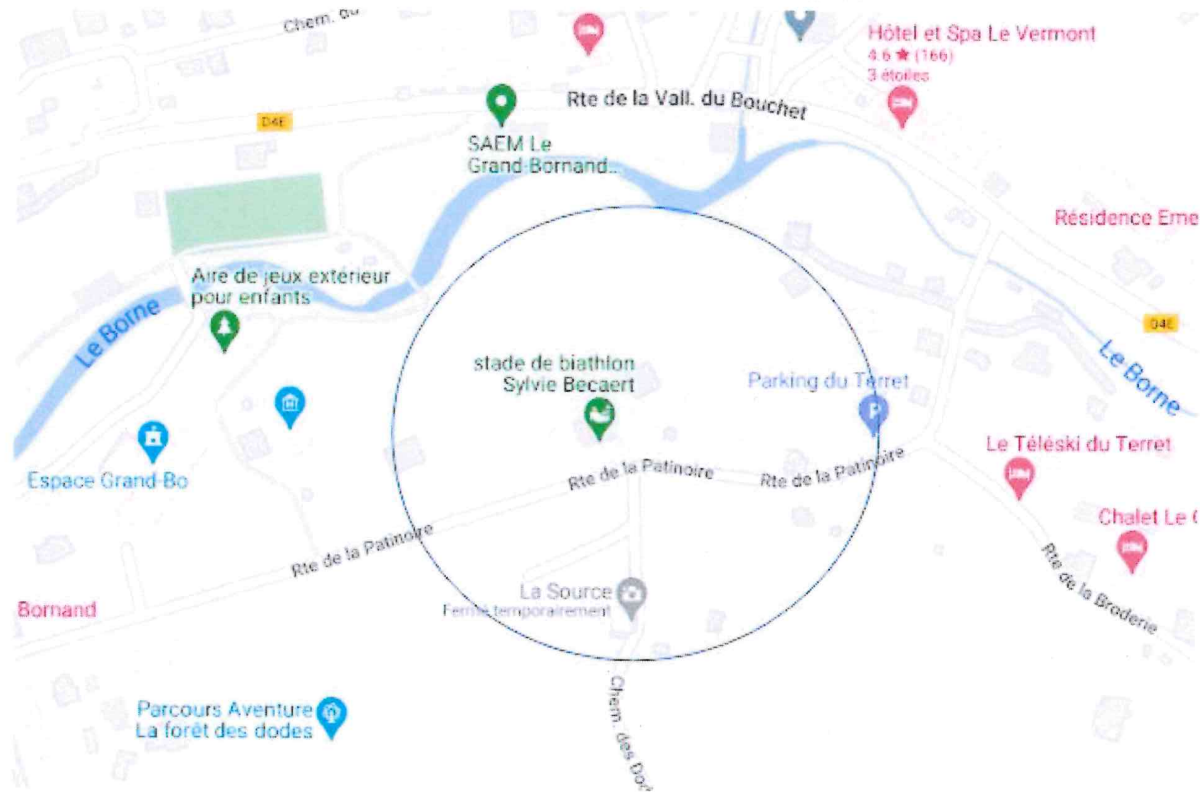 Chem. du
Hôtel et Spa Le Vermont
4.6 ★ (166)
3 étoiles
Rte de la Vall. du Bouchet
D4E
SAEM Le
Grand-Bornand...
Résidence Eme
Aire de jeux extérieur
pour enfants
Le Borne
D4E
Le Borne
stade de biathlon
Sylvie Becaert
Parking du Terret
P
Espace Grand-Bo
Rte de la Patinoire
Rte de la Patinoire
Le Téléski du Terret
Chalet Le
Rte de la Patinoire
Rte de la Broderie
La Source
Fermé temporairement
Bornand
Chem. des Dod
Parcours Aventure
La forêt des dodes